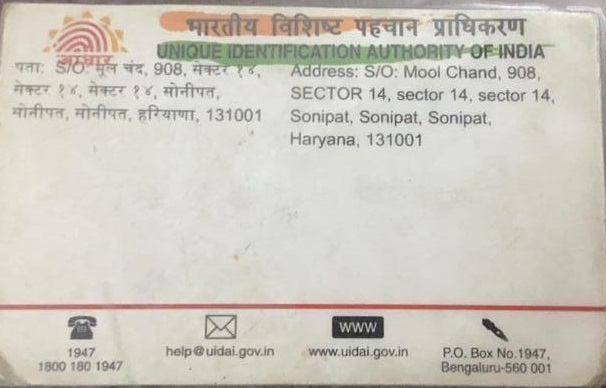 भारतीय विशिष्ट पहचान प्राधिकरण
UNIQUE IDENTIFICATION AUTHORITY OF INDIA
आधार
पता: S/O: मूल चंद, 908, सेक्टर १४,
सेक्टर १४, सेक्टर १४, सोनीपत,
सोनीपत, सोनीपत, हरियाणा, 131001
Address: S/O: Mool Chand, 908,
SECTOR 14, sector 14, sector 14,
Sonipat, Sonipat, Sonipat,
Haryana, 131001
1947
1800 180 1947
help@uidai.gov.in
www
www.uidai.gov.in
P.O. Box No.1947,
Bengaluru-560 001